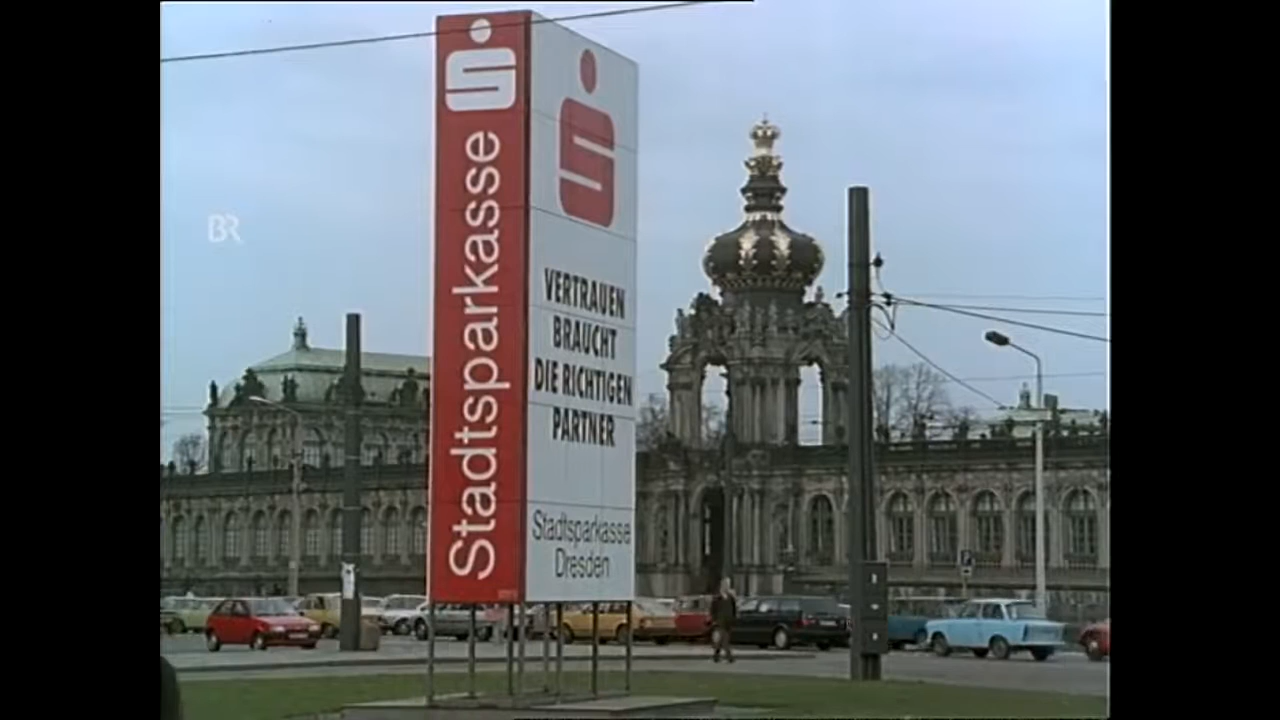 Stadtsparkasse
VERTRAUEN
BRAUCHT
DIE RICHTIGEN
PARTNER
Stadtsparkasse
Dresden
BR